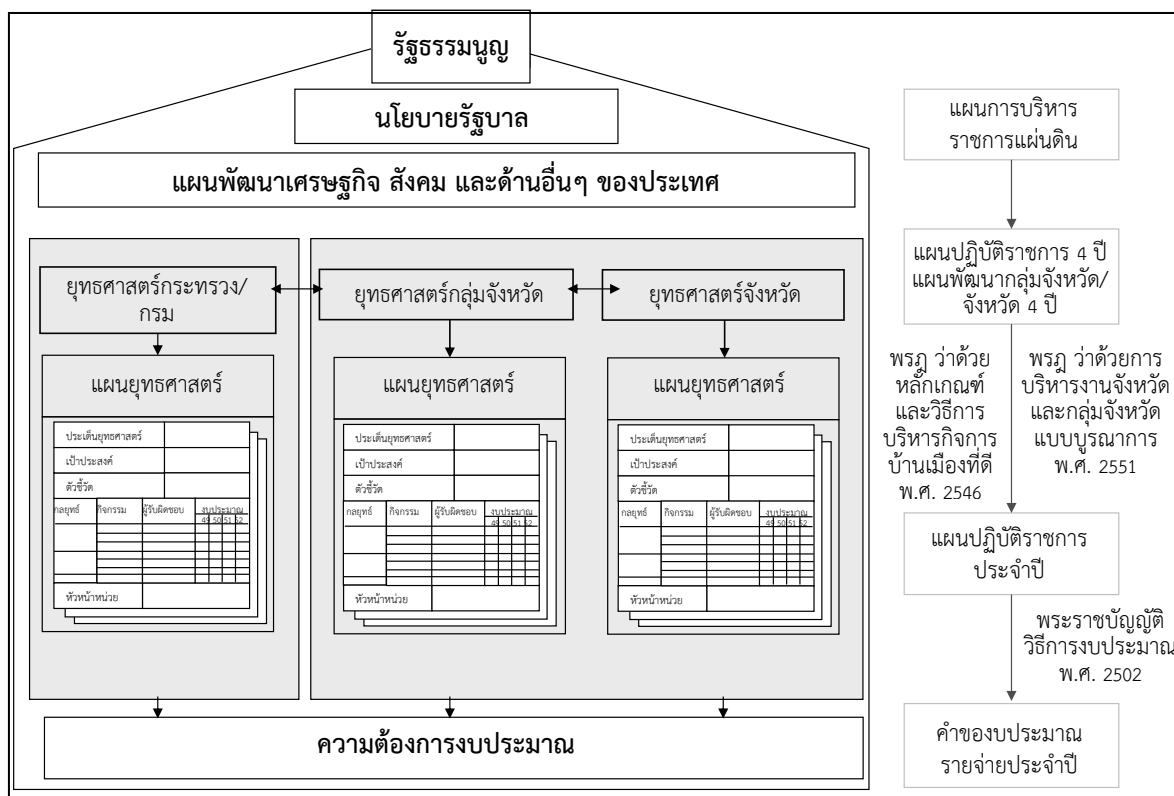 รัฐธรรมนูญ
นโยบายรัฐบาล
แผนพัฒนาเศรษฐกิจ สังคม และด้านอื่นๆ ของประเทศ
ยุทธศาสตร์กระทรวง/
กรม
ยุทธศาสตร์กลุ่มจังหวัด
ยุทธศาสตร์จังหวัด
แผนยุทธศาสตร์
ประเด็นยุทธศาสตร์
เป้าประสงค์
ตัวชี้วัด
กลยุทธ์ กิจกรรม ผู้รับผิดชอบ งบประมาณ
49 50 51 52
หัวหน้าหน่วย
แผนยุทธศาสตร์
ประเด็นยุทธศาสตร์
เป้าประสงค์
ตัวชี้วัด
กลยุทธ์ กิจกรรม ผู้รับผิดชอบ งบประมาณ
49 50 51 52
หัวหน้าหน่วย
แผนยุทธศาสตร์
ประเด็นยุทธศาสตร์
เป้าประสงค์
ตัวชี้วัด
กลยุทธ์ กิจกรรม ผู้รับผิดชอบ งบประมาณ
49 50 51 52
หัวหน้าหน่วย
ความต้องการงบประมาณ
แผนการบริหาร
ราชการแผ่นดิน
แผนปฏิบัติราชการ 4 ปี
แผนพัฒนากลุ่มจังหวัด/
จังหวัด 4 ปี
พรฎ ว่าด้วย
หลักเกณฑ์
และวิธีการ
บริหารกิจการ
บ้านเมืองที่ดี
พ.ศ. 2546
พรฎ ว่าด้วยการ
บริหารงานจังหวัด
และกลุ่มจังหวัด
แบบบูรณาการ
พ.ศ. 2551
แผนปฏิบัติราชการ
ประจำปี
พระราชบัญญัติ
วิธีการงบประมาณ
พ.ศ. 2502
คำของบประมาณ
รายจ่ายประจำปี